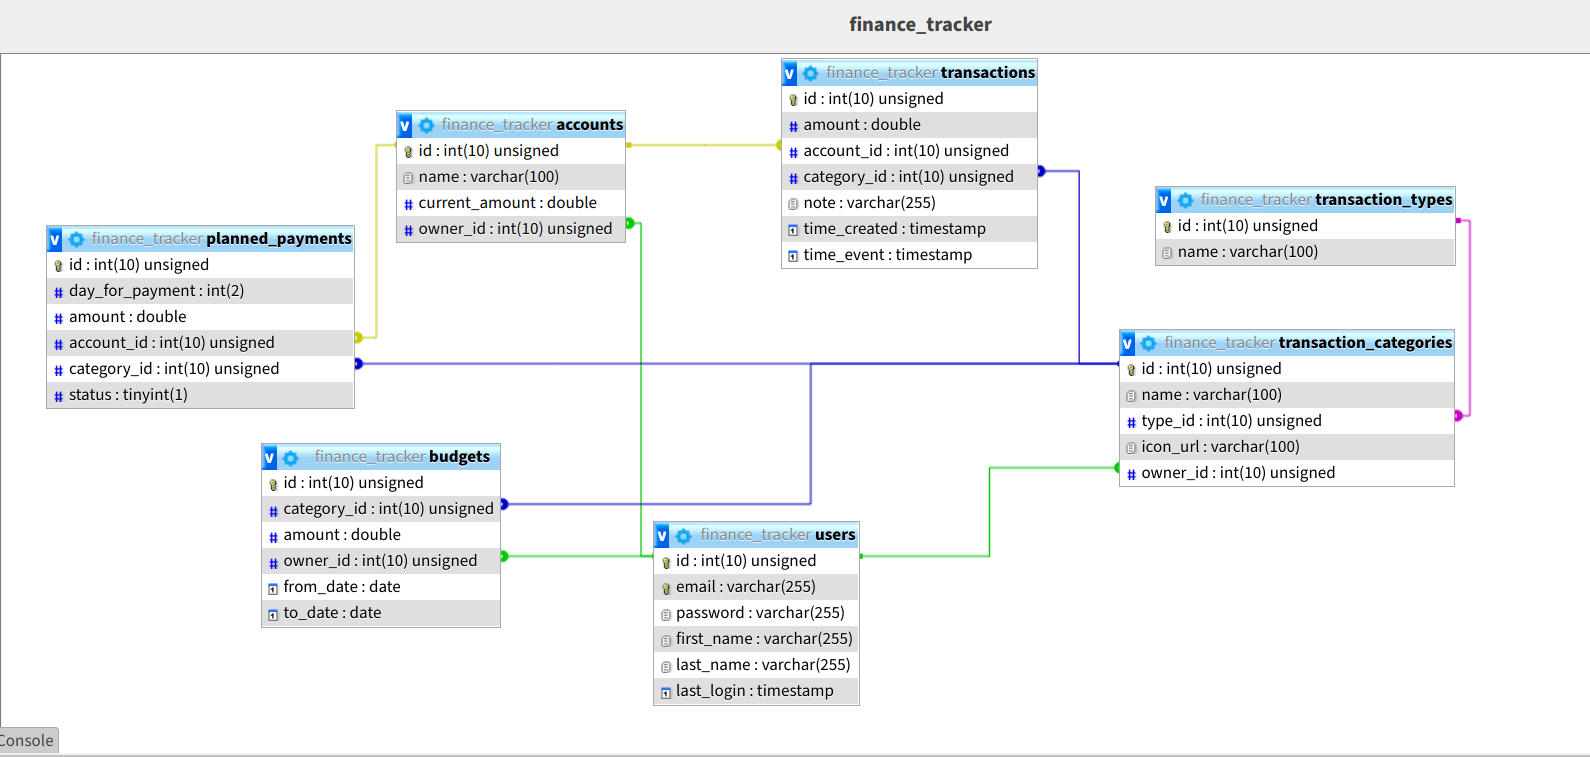 finance_tracker
finance_tracker transactions
id : int(10) unsigned
amount : double
account_id : int(10) unsigned
category_id : int(10) unsigned
note : varchar(255)
time_created : timestamp
time_event : timestamp
finance_tracker accounts
id : int(10) unsigned
name : varchar(100)
current_amount : double
owner_id : int(10) unsigned
finance_tracker transaction_types
id : int(10) unsigned
name : varchar(100)
finance_tracker planned_payments
id : int(10) unsigned
day_for_payment : int(2)
amount : double
account_id : int(10) unsigned
category_id : int(10) unsigned
status : tinyint(1)
finance_tracker transaction_categories
id : int(10) unsigned
name : varchar(100)
type_id : int(10) unsigned
icon_url : varchar(100)
owner_id : int(10) unsigned
finance_tracker budgets
id : int(10) unsigned
category_id : int(10) unsigned
amount : double
owner_id : int(10) unsigned
from_date : date
to_date : date
finance_tracker users
id : int(10) unsigned
email : varchar(255)
password : varchar(255)
first_name : varchar(255)
last_name : varchar(255)
last_login : timestamp
Console